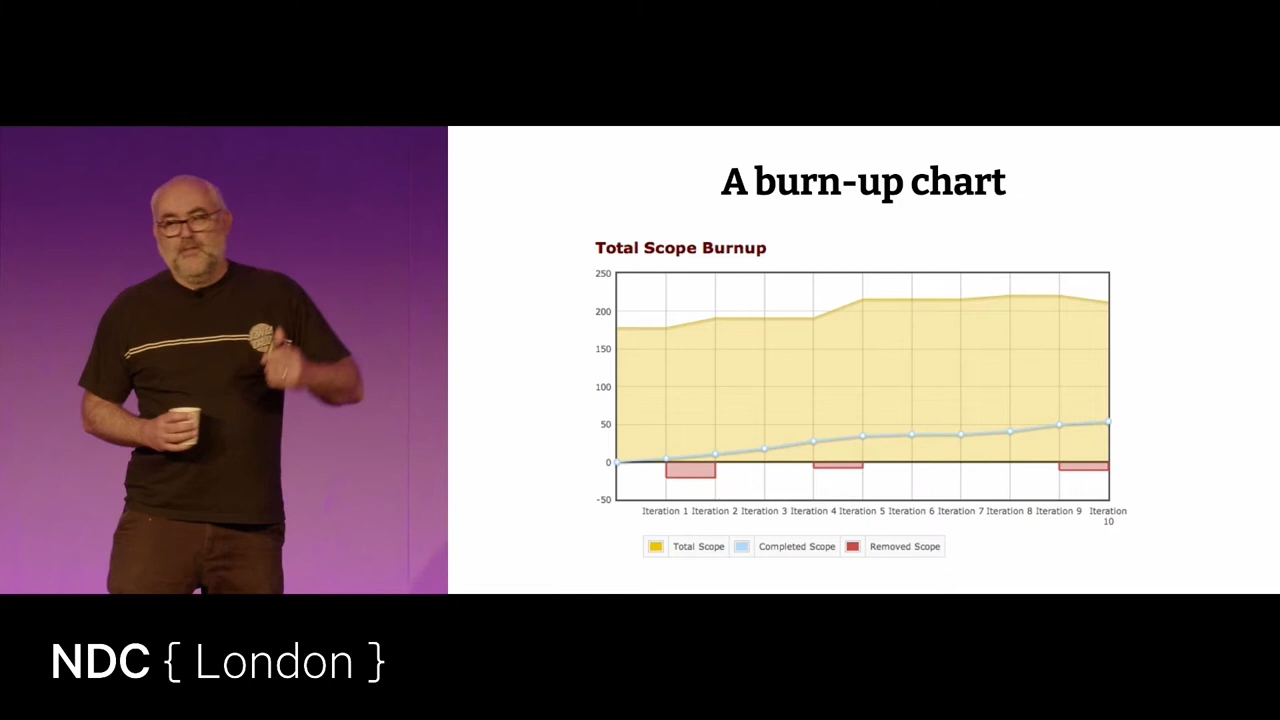 A burn-up chart
Total Scope Burnup
250
200
150
100
50
0
-50
Iteration 1 Iteration 2 Iteration 3 Iteration 4 Iteration 5 Iteration 6 Iteration 7 Iteration 8 Iteration 9 Iteration
10
Total Scope Completed Scope Removed Scope
NDC { London }